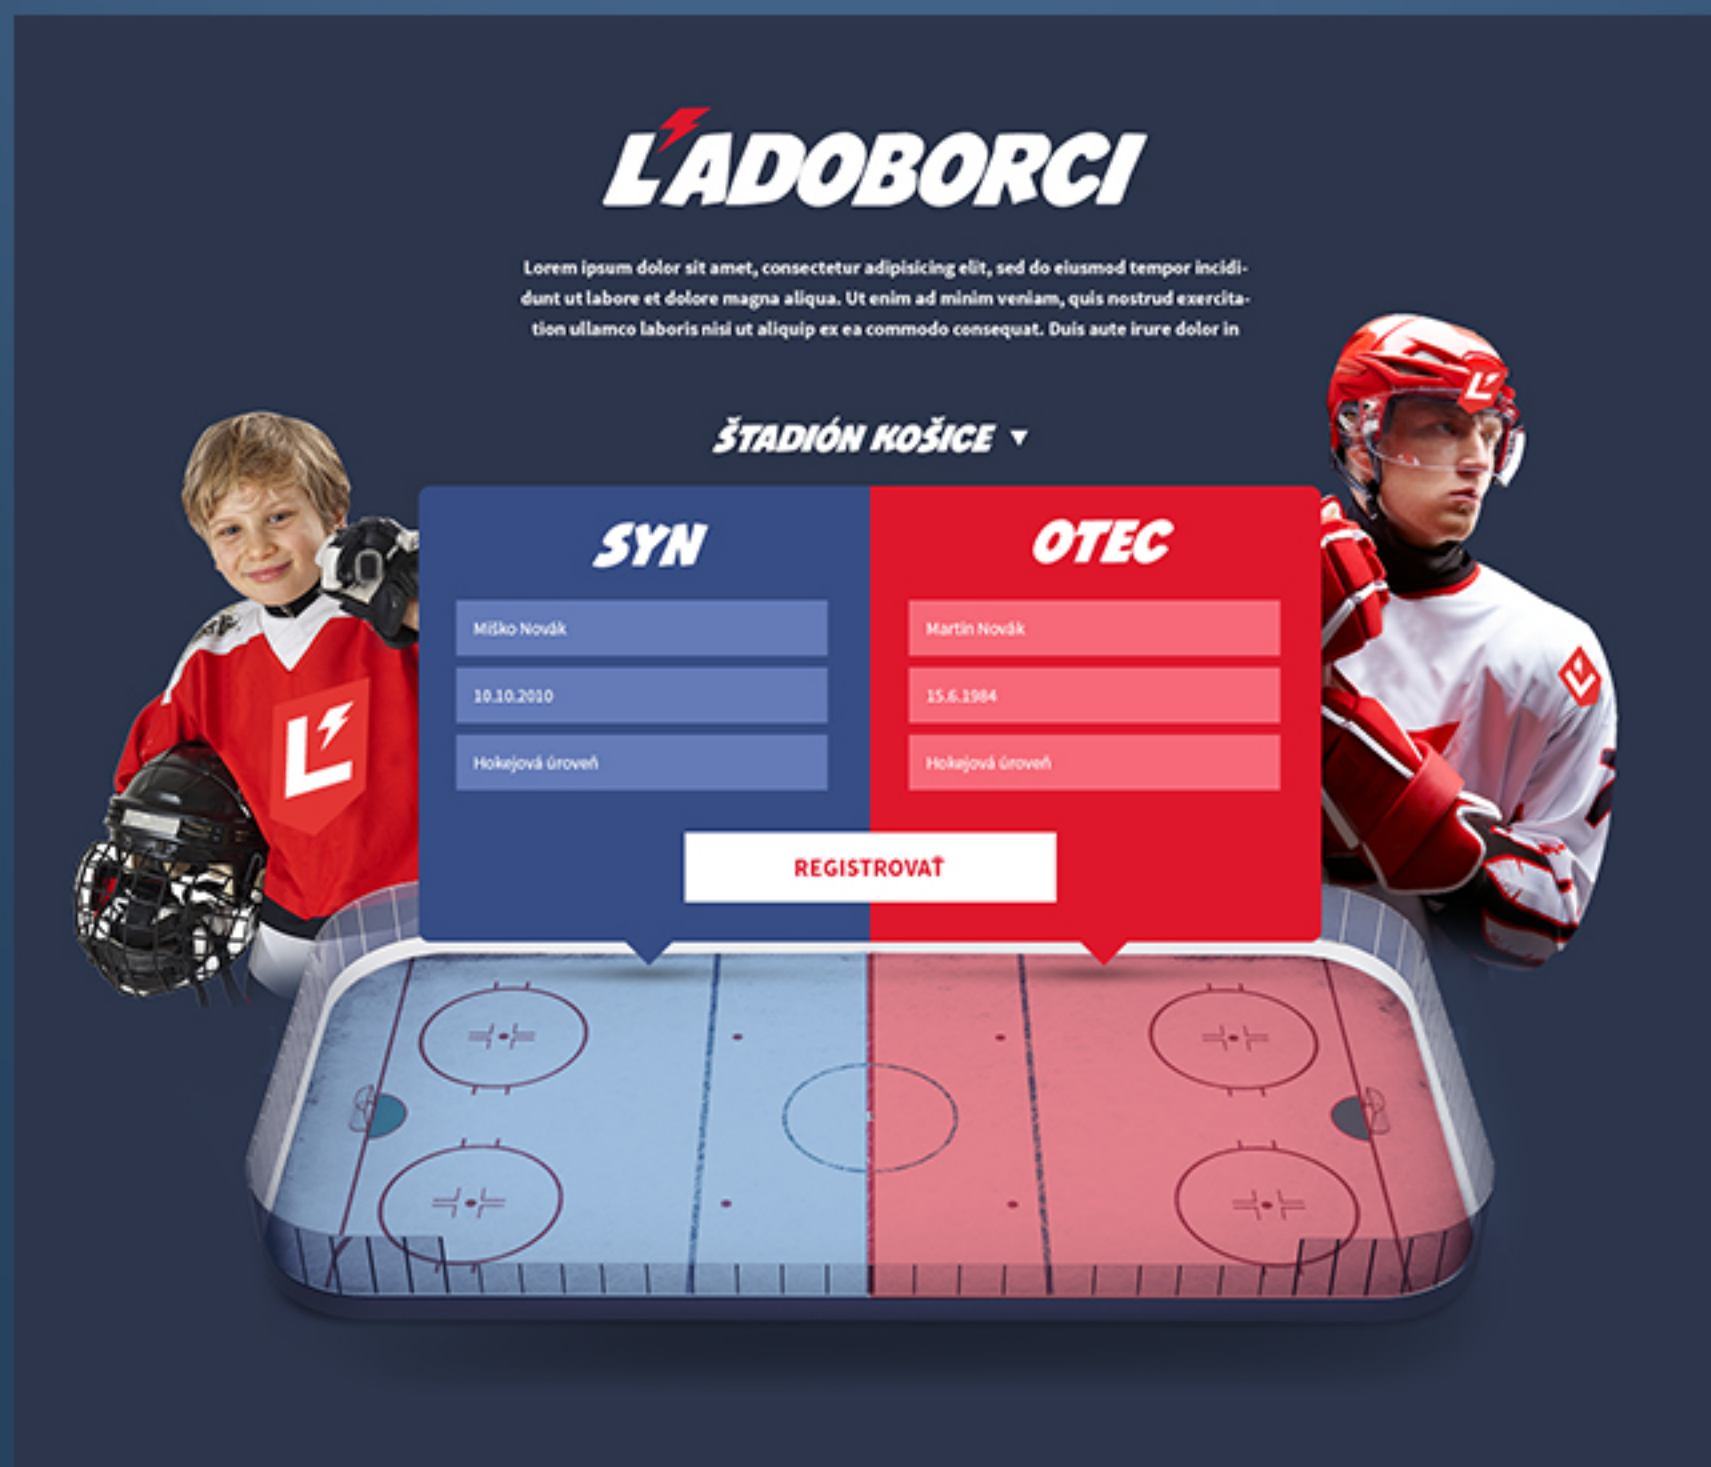 ĽADOBORCI
Lorem ipsum dolor sit amet, consectetur adipisicing elit, sed do eiusmod tempor incidi-
dunt ut labore et dolore magna aliqua. Ut enim ad minim veniam, quis nostrud exercita-
tion ullamco laboris nisi ut aliquip ex ea commodo consequat. Duis aute irure dolor in
ŠTADIÓN KOŠICE ▼
SYN
Miško Novák
10.10.2010
Hokejová úroveň
OTEC
Martin Novák
15.6.1984
Hokejová úroveň
REGISTROVAŤ
Ľ
Ľ
Ľ